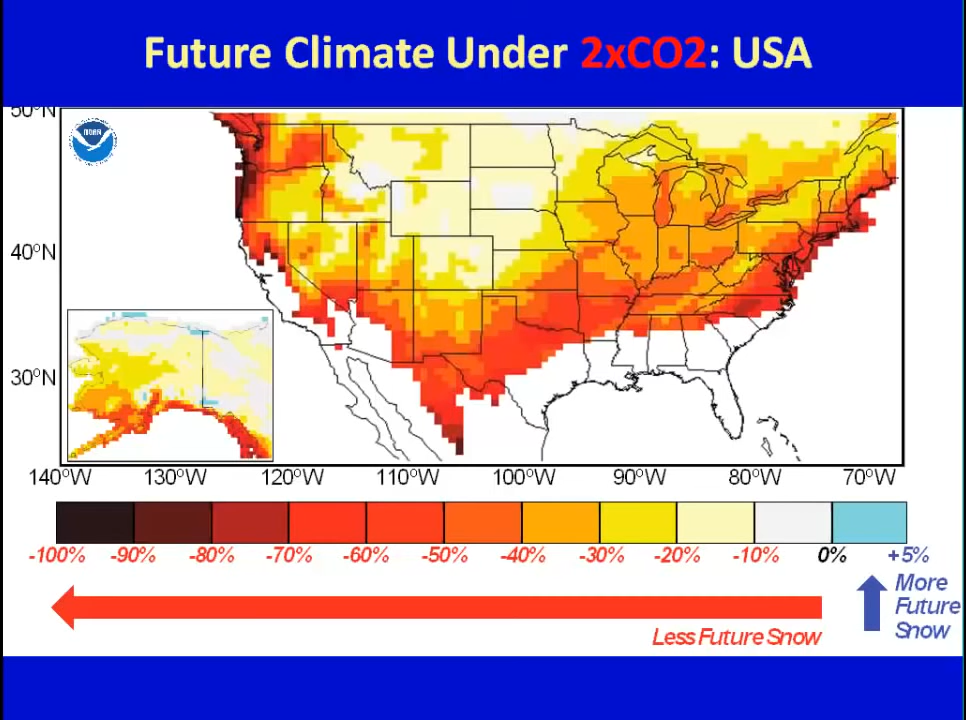 Future Climate Under 2xCO2: USA
50°N
NOAA
40°N
30°N
140°W 130°W 120°W 110°W 100°W 90°W 80°W 70°W
-100% -90% -80% -70% -60% -50% -40% -30% -20% -10% 0% +5%
More
Future
Snow
Less Future Snow